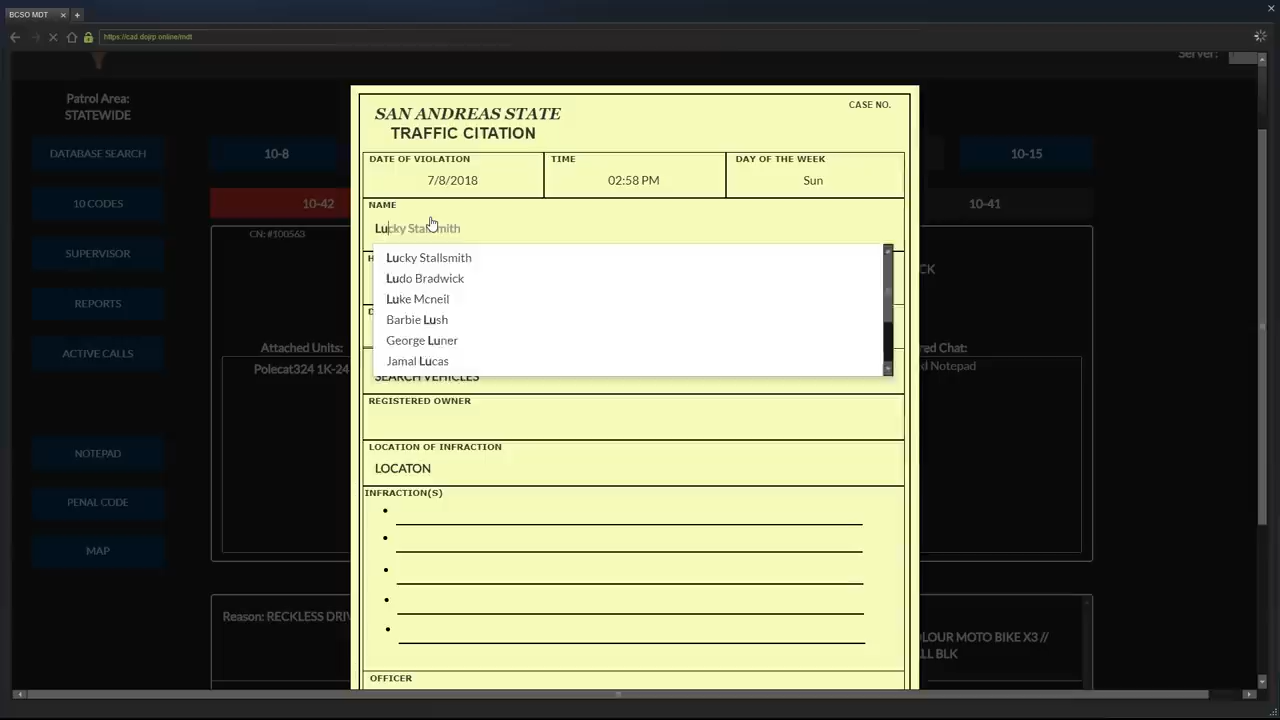 BCSO MDT
https://cad.dojrp.online/mdt
Server:
Patrol Area:
STATEWIDE
DATABASE SEARCH
10 CODES
SUPERVISOR
REPORTS
ACTIVE CALLS
NOTEPAD
PENAL CODE
MAP
10-8
10-15
10-42
10-41
CN: #100563
CK
Attached Units:
Polecat324 1K-24
ed Chat:
d Notepad
Reason: RECKLESS DRIV
LOUR MOTO BIKE X3 //
LL BLK
SAN ANDREAS STATE
TRAFFIC CITATION
CASE NO.
DATE OF VIOLATION
7/8/2018
TIME
02:58 PM
DAY OF THE WEEK
Sun
NAME
Lucky Stallsmith
H
Lucky Stallsmith
Ludo Bradwick
Luke Mcneil
Barbie Lush
George Luner
Jamal Lucas
D
SEARCH VEHICLES
REGISTERED OWNER
LOCATION OF INFRACTION
LOCATON
INFRACTION(S)
OFFICER